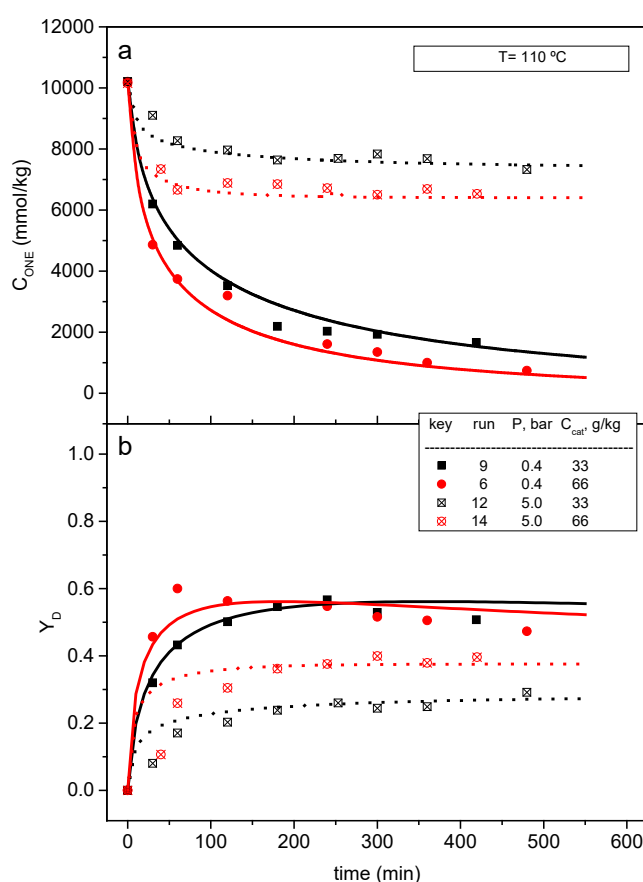 12000
a
T= 110 ºC
10000
8000
6000
4000
2000
0
C_ONE (mmol/kg)
b
key run P, bar C_cat, g/kg
--------------------------------------------
9 0.4 33
6 0.4 66
12 5.0 33
14 5.0 66
1.0
0.8
0.6
0.4
0.2
0.0
Y_D
0 100 200 300 400 500 600
time (min)